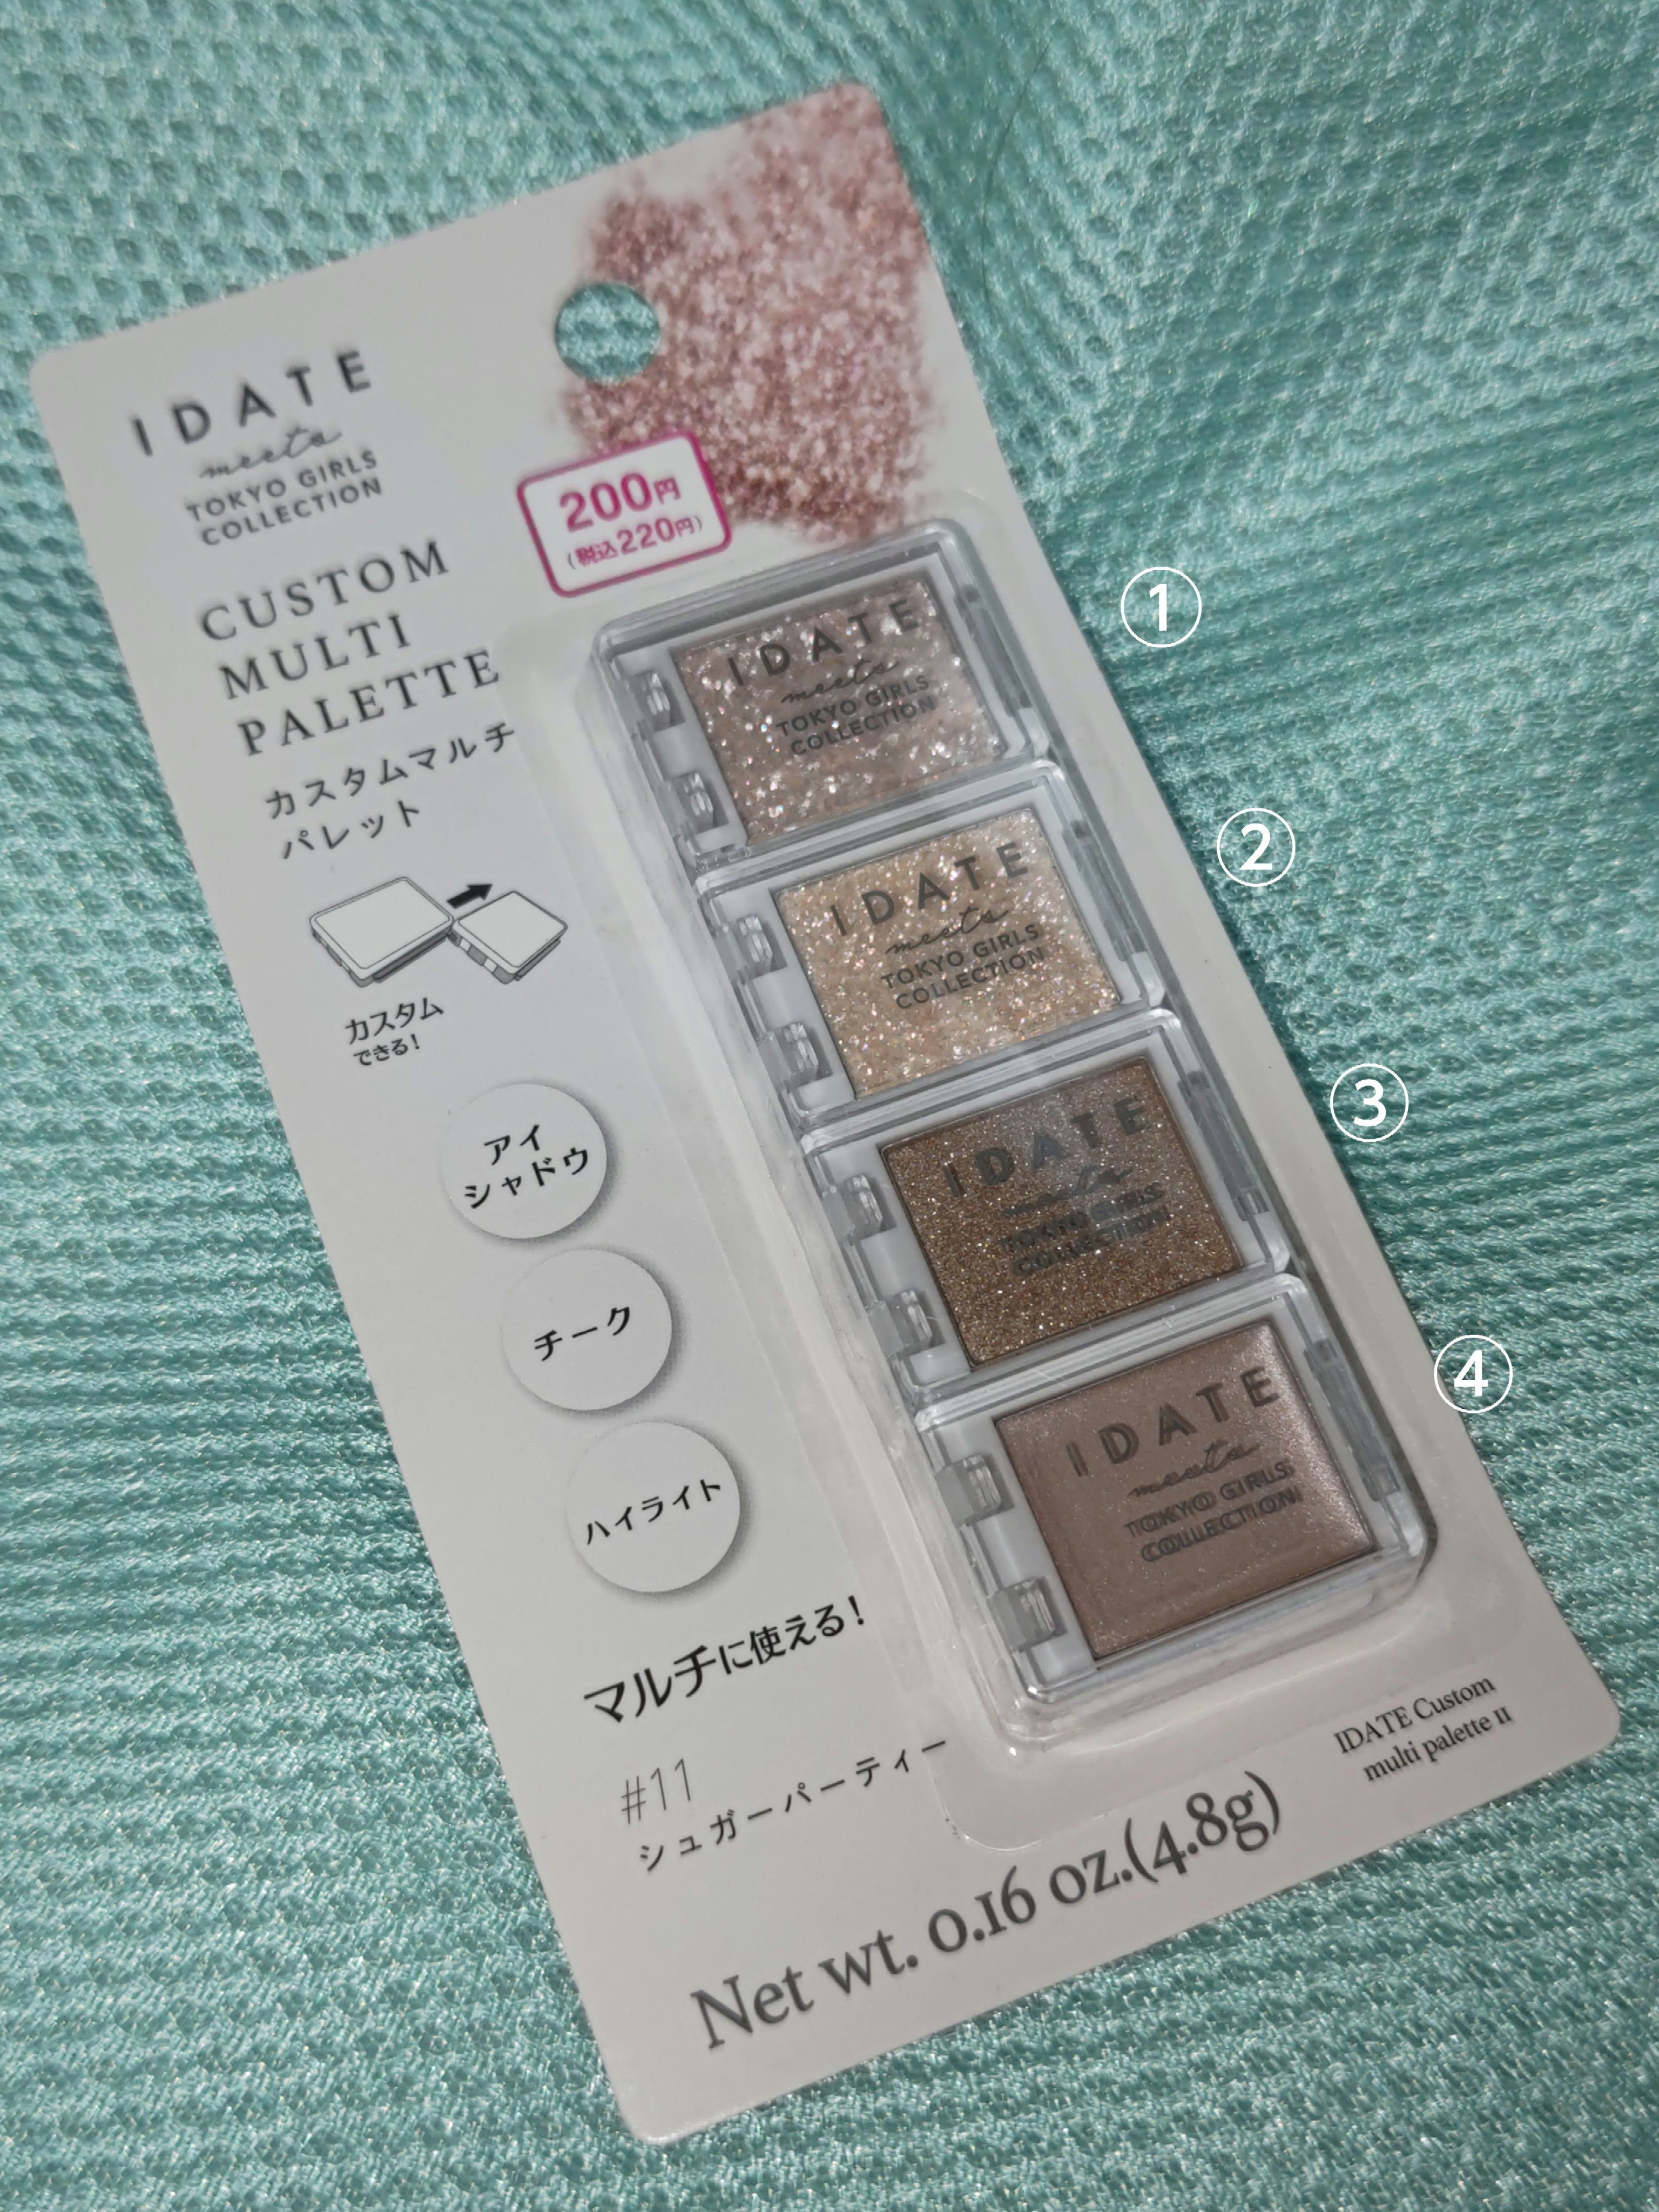 IDATE
meets
TOKYO GIRLS
COLLECTION
200円
(税込220円)
CUSTOM
MULTI
PALETTE
カスタムマルチ
パレット
カスタム
できる!
アイ
シャドウ
チーク
ハイライト
マルチに使える!
#11
シュガーパーティー
IDATE
meets
TOKYO GIRLS
COLLECTION
①
IDATE
meets
TOKYO GIRLS
COLLECTION
②
IDATE
meets
TOKYO GIRLS
COLLECTION
③
IDATE
meets
TOKYO GIRLS
COLLECTION
④
IDATE Custom
multi palette II
Net wt. 0.16 oz.(4.8g)